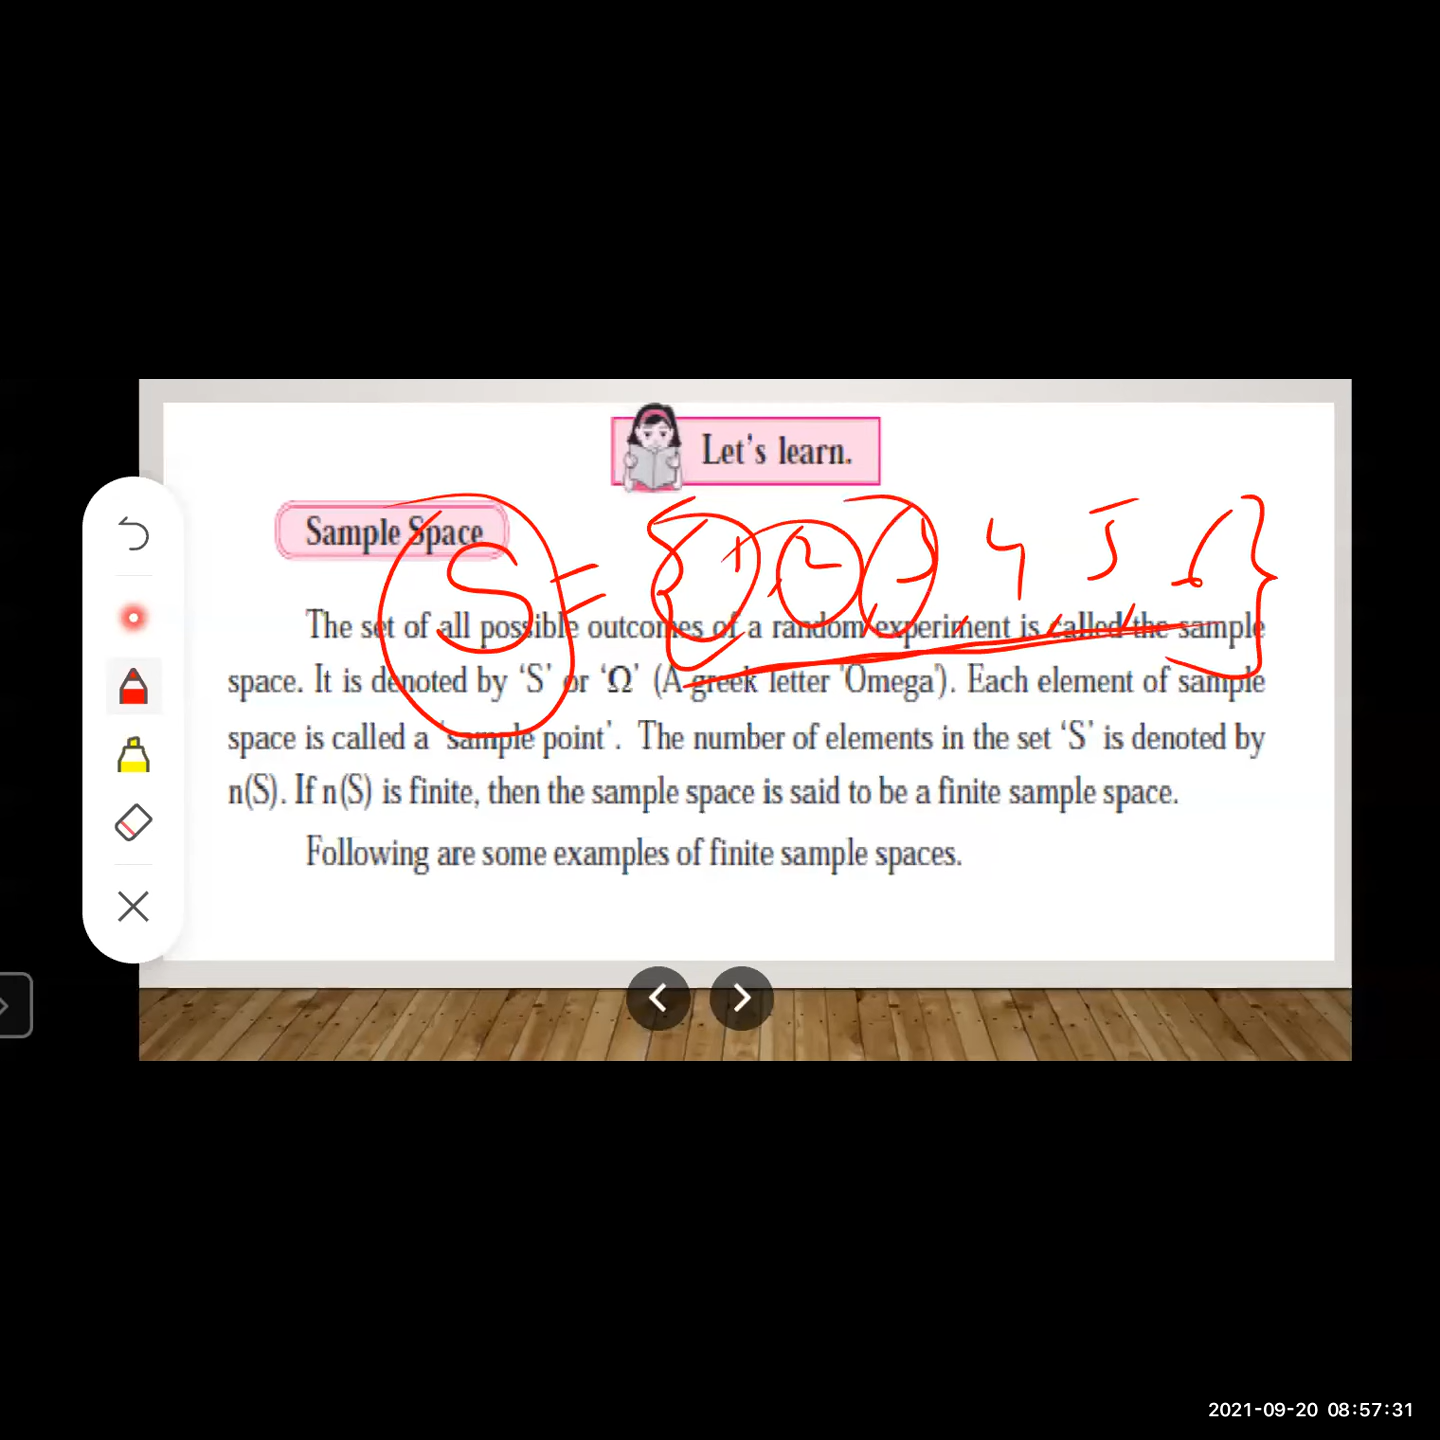 Let's learn.
Sample Space
S = { 1, 2, 3, 4, 5, 6 }
The set of all possible outcomes of a random experiment is called the sample
space. It is denoted by ‘S’ or ‘Ω’ (A greek letter 'Omega'). Each element of sample
space is called a ‘sample point’. The number of elements in the set ‘S’ is denoted by
n(S). If n(S) is finite, then the sample space is said to be a finite sample space.
Following are some examples of finite sample spaces.
2021-09-20 08:57:31